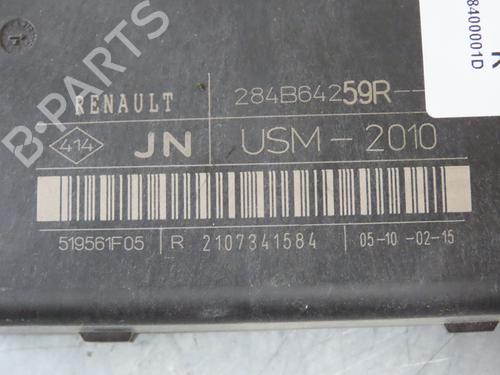 8400001D
R
RENAULT 284B64259R--
414 JN USM-2010
519561F05 R 2107341584 05-10 -02-15
B-PARTS